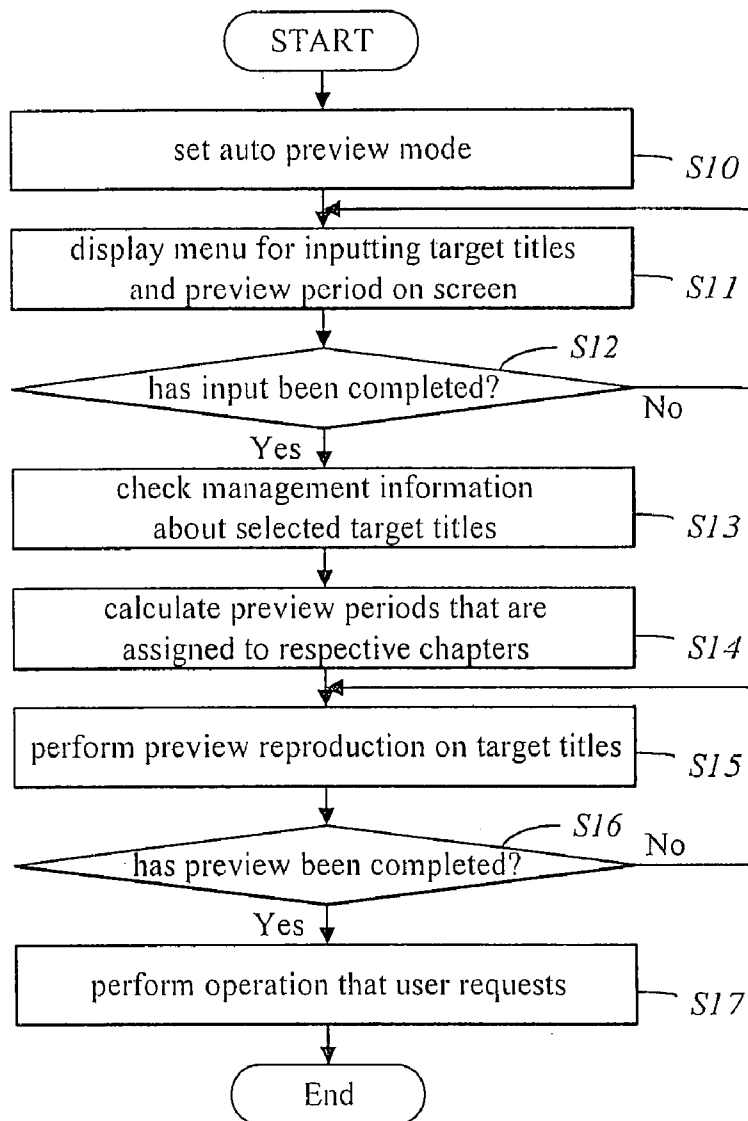 START
set auto preview mode
S10
display menu for inputting target titles
and preview period on screen
S11
S12
has input been completed?
No
Yes
check management information
about selected target titles
S13
calculate preview periods that are
assigned to respective chapters
S14
perform preview reproduction on target titles
S15
S16
has preview been completed?
No
Yes
perform operation that user requests
S17
End